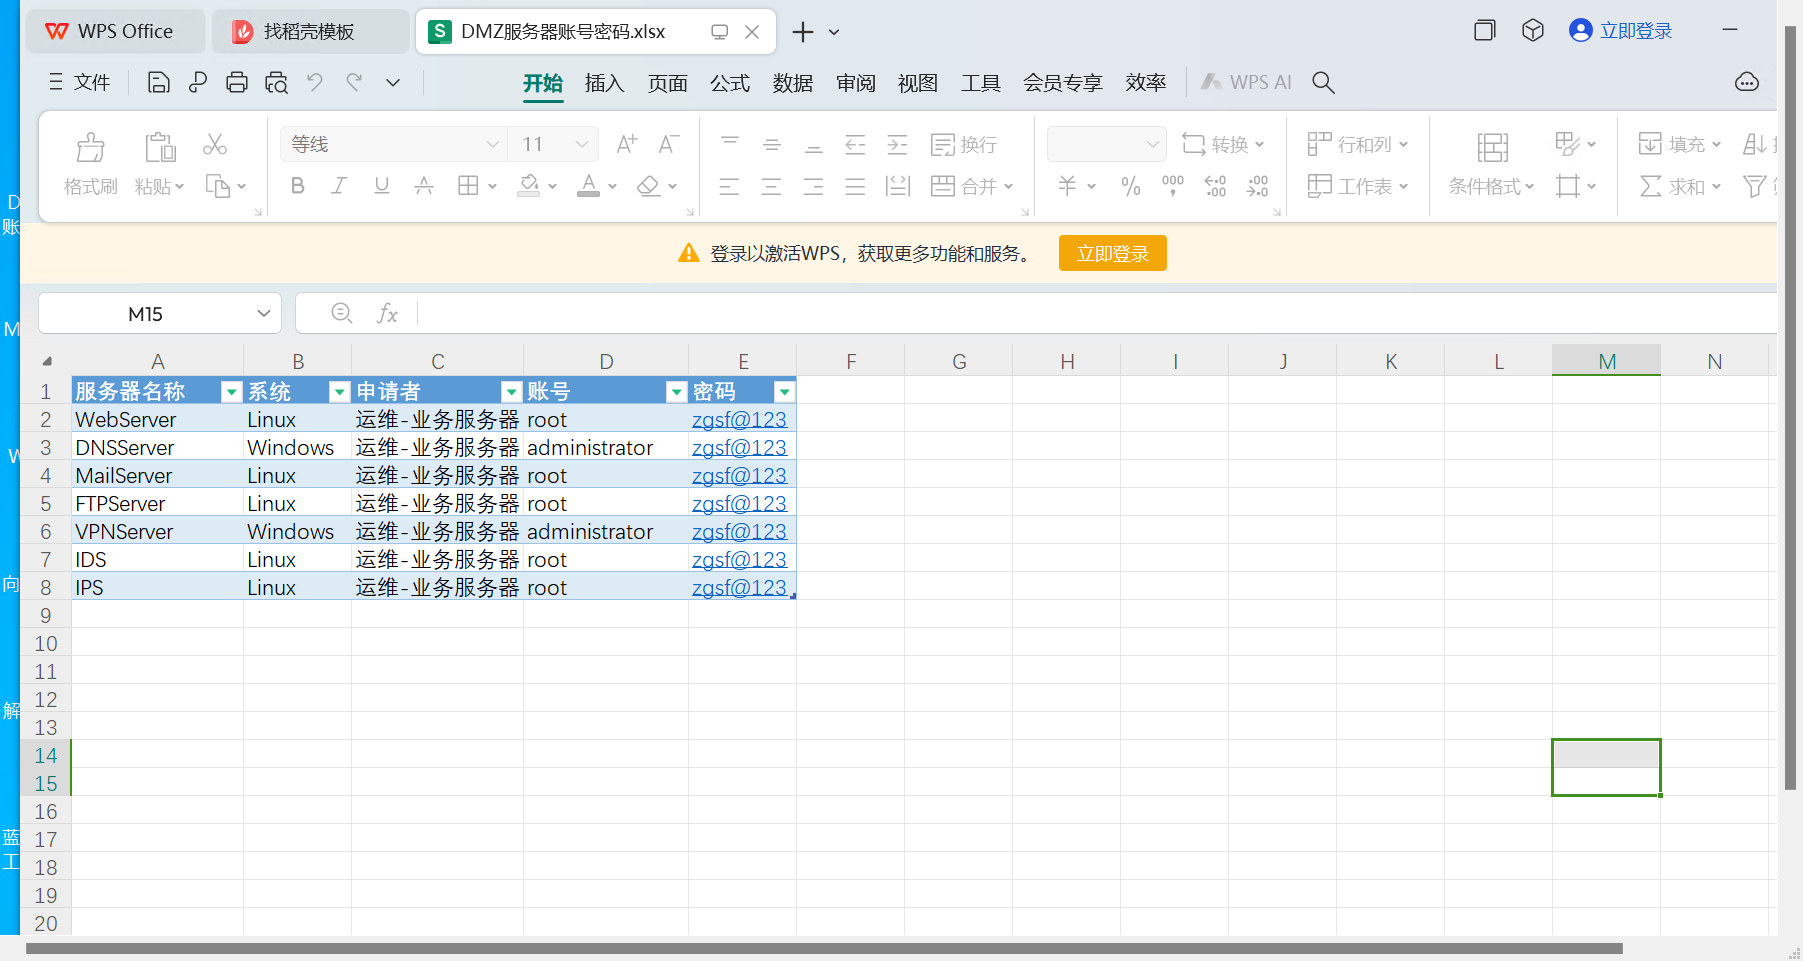 WPS Office 找稻壳模板 S DMZ服务器账号密码.xlsx 立即登录
文件 开始 插入 页面 公式 数据 审阅 视图 工具 会员专享 效率 WPS AI
等线 11 A+ A- 换行 转换 行和列 填充
格式刷 粘贴 B I U A A 合并 ¥ % 000 , ←0 .00 .00 →.0 工作表 条件格式 Σ 求和
登录以激活WPS，获取更多功能和服务。 立即登录
M15 fx
A B C D E F G H I J K L M N
1 服务器名称 系统 申请者 账号 密码
2 WebServer Linux 运维-业务服务器 root zgsf@123
3 DNSServer Windows 运维-业务服务器 administrator zgsf@123
4 MailServer Linux 运维-业务服务器 root zgsf@123
5 FTPServer Linux 运维-业务服务器 root zgsf@123
6 VPNServer Windows 运维-业务服务器 administrator zgsf@123
7 IDS Linux 运维-业务服务器 root zgsf@123
8 IPS Linux 运维-业务服务器 root zgsf@123
9
10
11
12
13
14
15
16
17
18
19
20
D
账
M
W
向
解
蓝
工